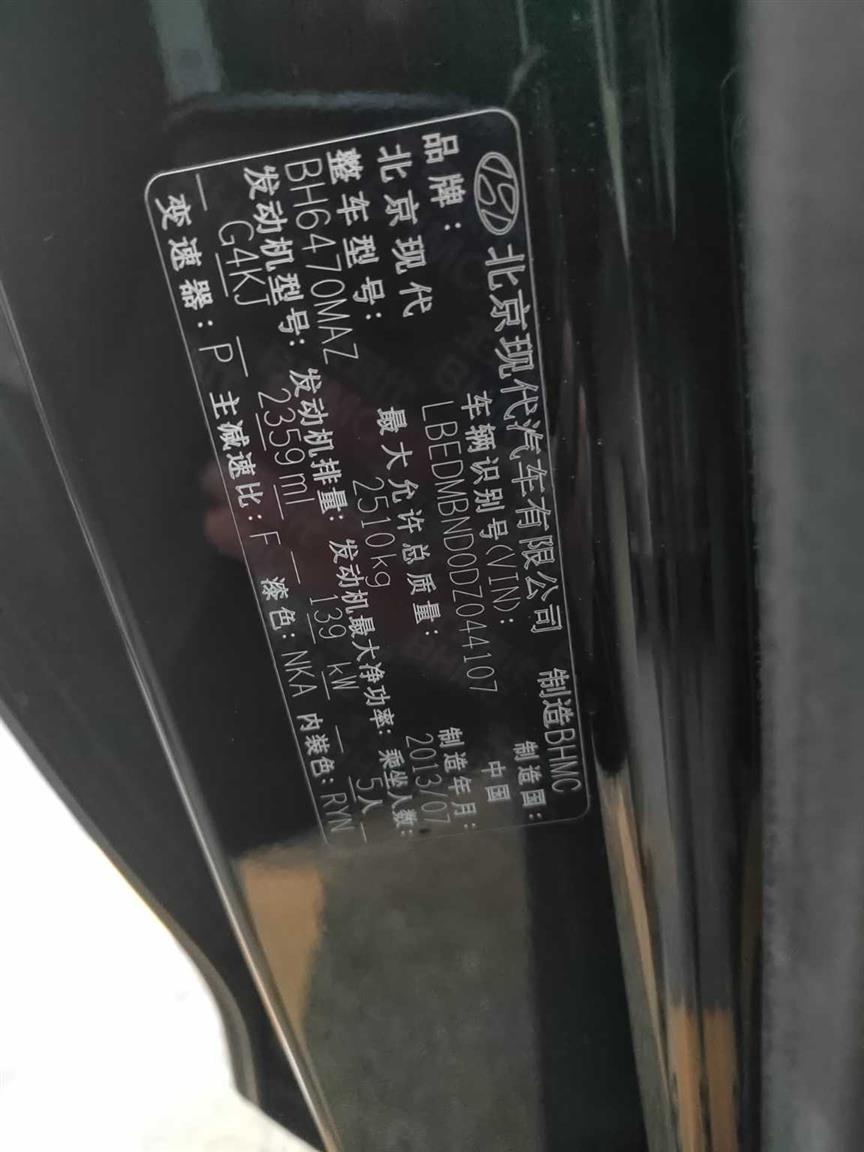 北京现代汽车有限公司 制造BHMC
品牌： 车辆识别号(VIN): 制造国：
北京现代 LBEDMBND0DZ044107 中国
整车型号： 最大允许总质量： 制造年月：
BH6470MAZ 2510kg 2013/07
发动机型号： 发动机排量： 发动机最大净功率： 乘坐人数：
G4KJ 2359ml 139 kW 5人
变速器：P 主减速比：F 漆色：NKA 内装色：RYN